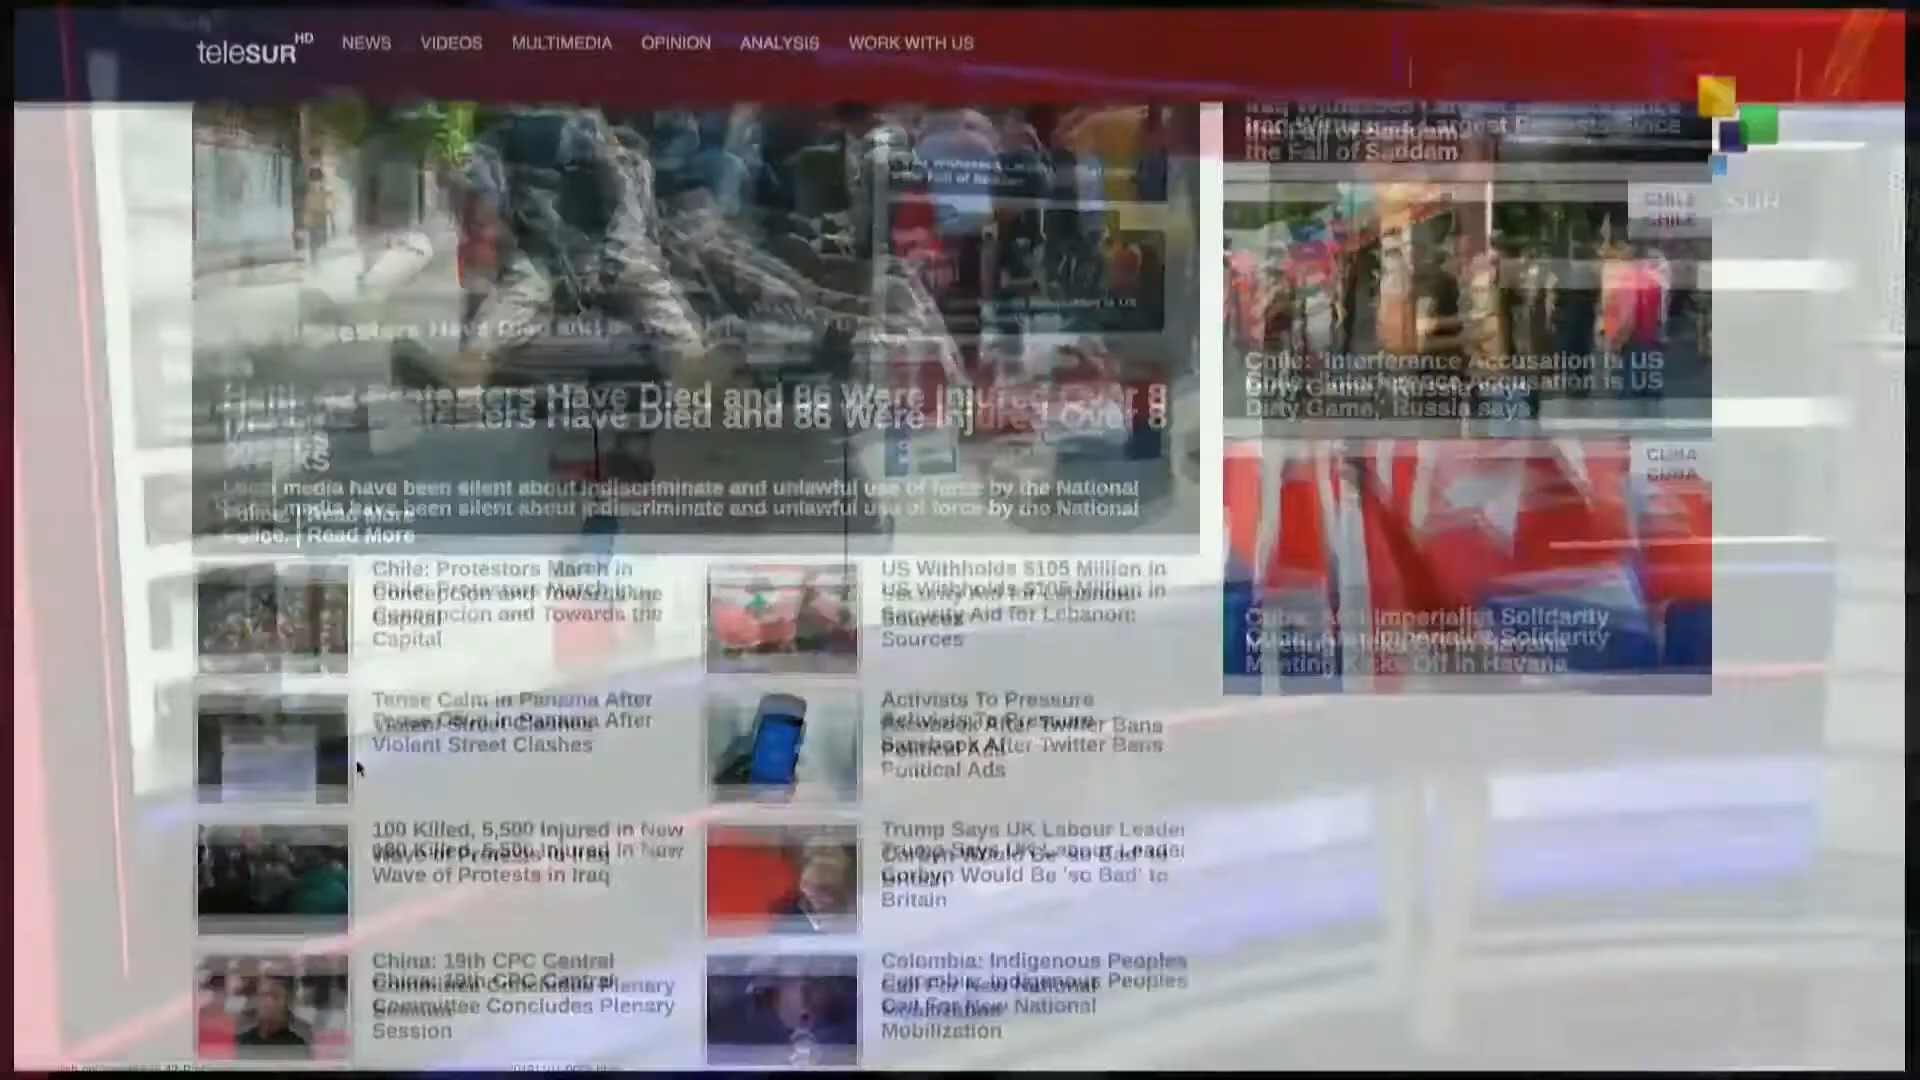 teleSUR HD
NEWS VIDEOS MULTIMEDIA OPINION ANALYSIS WORK WITH US
Largest Protests Since
the Fall of Saddam
CHILE
Chile: 'Interference Accusation is US
Dirty Game,' Russia says
CUBA
Cuba: Anti-Imperialist Solidarity
Meeting Kicks Off in Havana
Protesters Have Died and 86 Were Injured Over 8
media have been silent about indiscriminate and unlawful use of force by the National
Police. | Read More
Chile: Protestors March in
Concepcion and Towards the
Capital
US Withholds $105 Million in
Security Aid for Lebanon:
Sources
Tense Calm in Panama After
Violent Street Clashes
Activists To Pressure
Facebook After Twitter Bans
Political Ads
100 Killed, 5,500 Injured in New
Wave of Protests in Iraq
Trump Says UK Labour Leader
Corbyn Would Be 'so Bad' to
Britain
China: 19th CPC Central
Committee Concludes Plenary
Session
Colombia: Indigenous Peoples
Call For New National
Mobilization